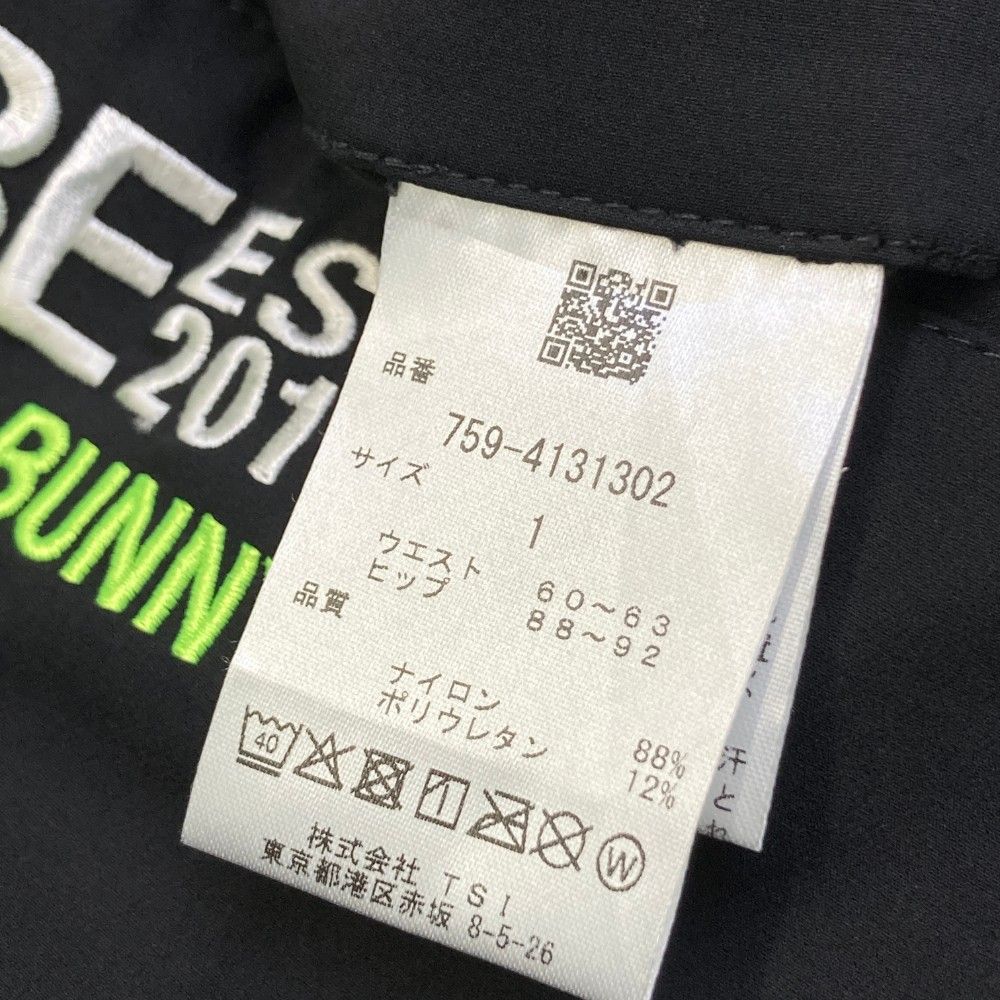 BE
EST
201
BUNN
品番
759-4131302
サイズ
1
ウエスト 60～63
ヒップ 88～92
品質
ナイロン 88%
ポリウレタン 12%
40
W
株式会社 TSI
東京都港区赤坂 8-5-26
汗
と